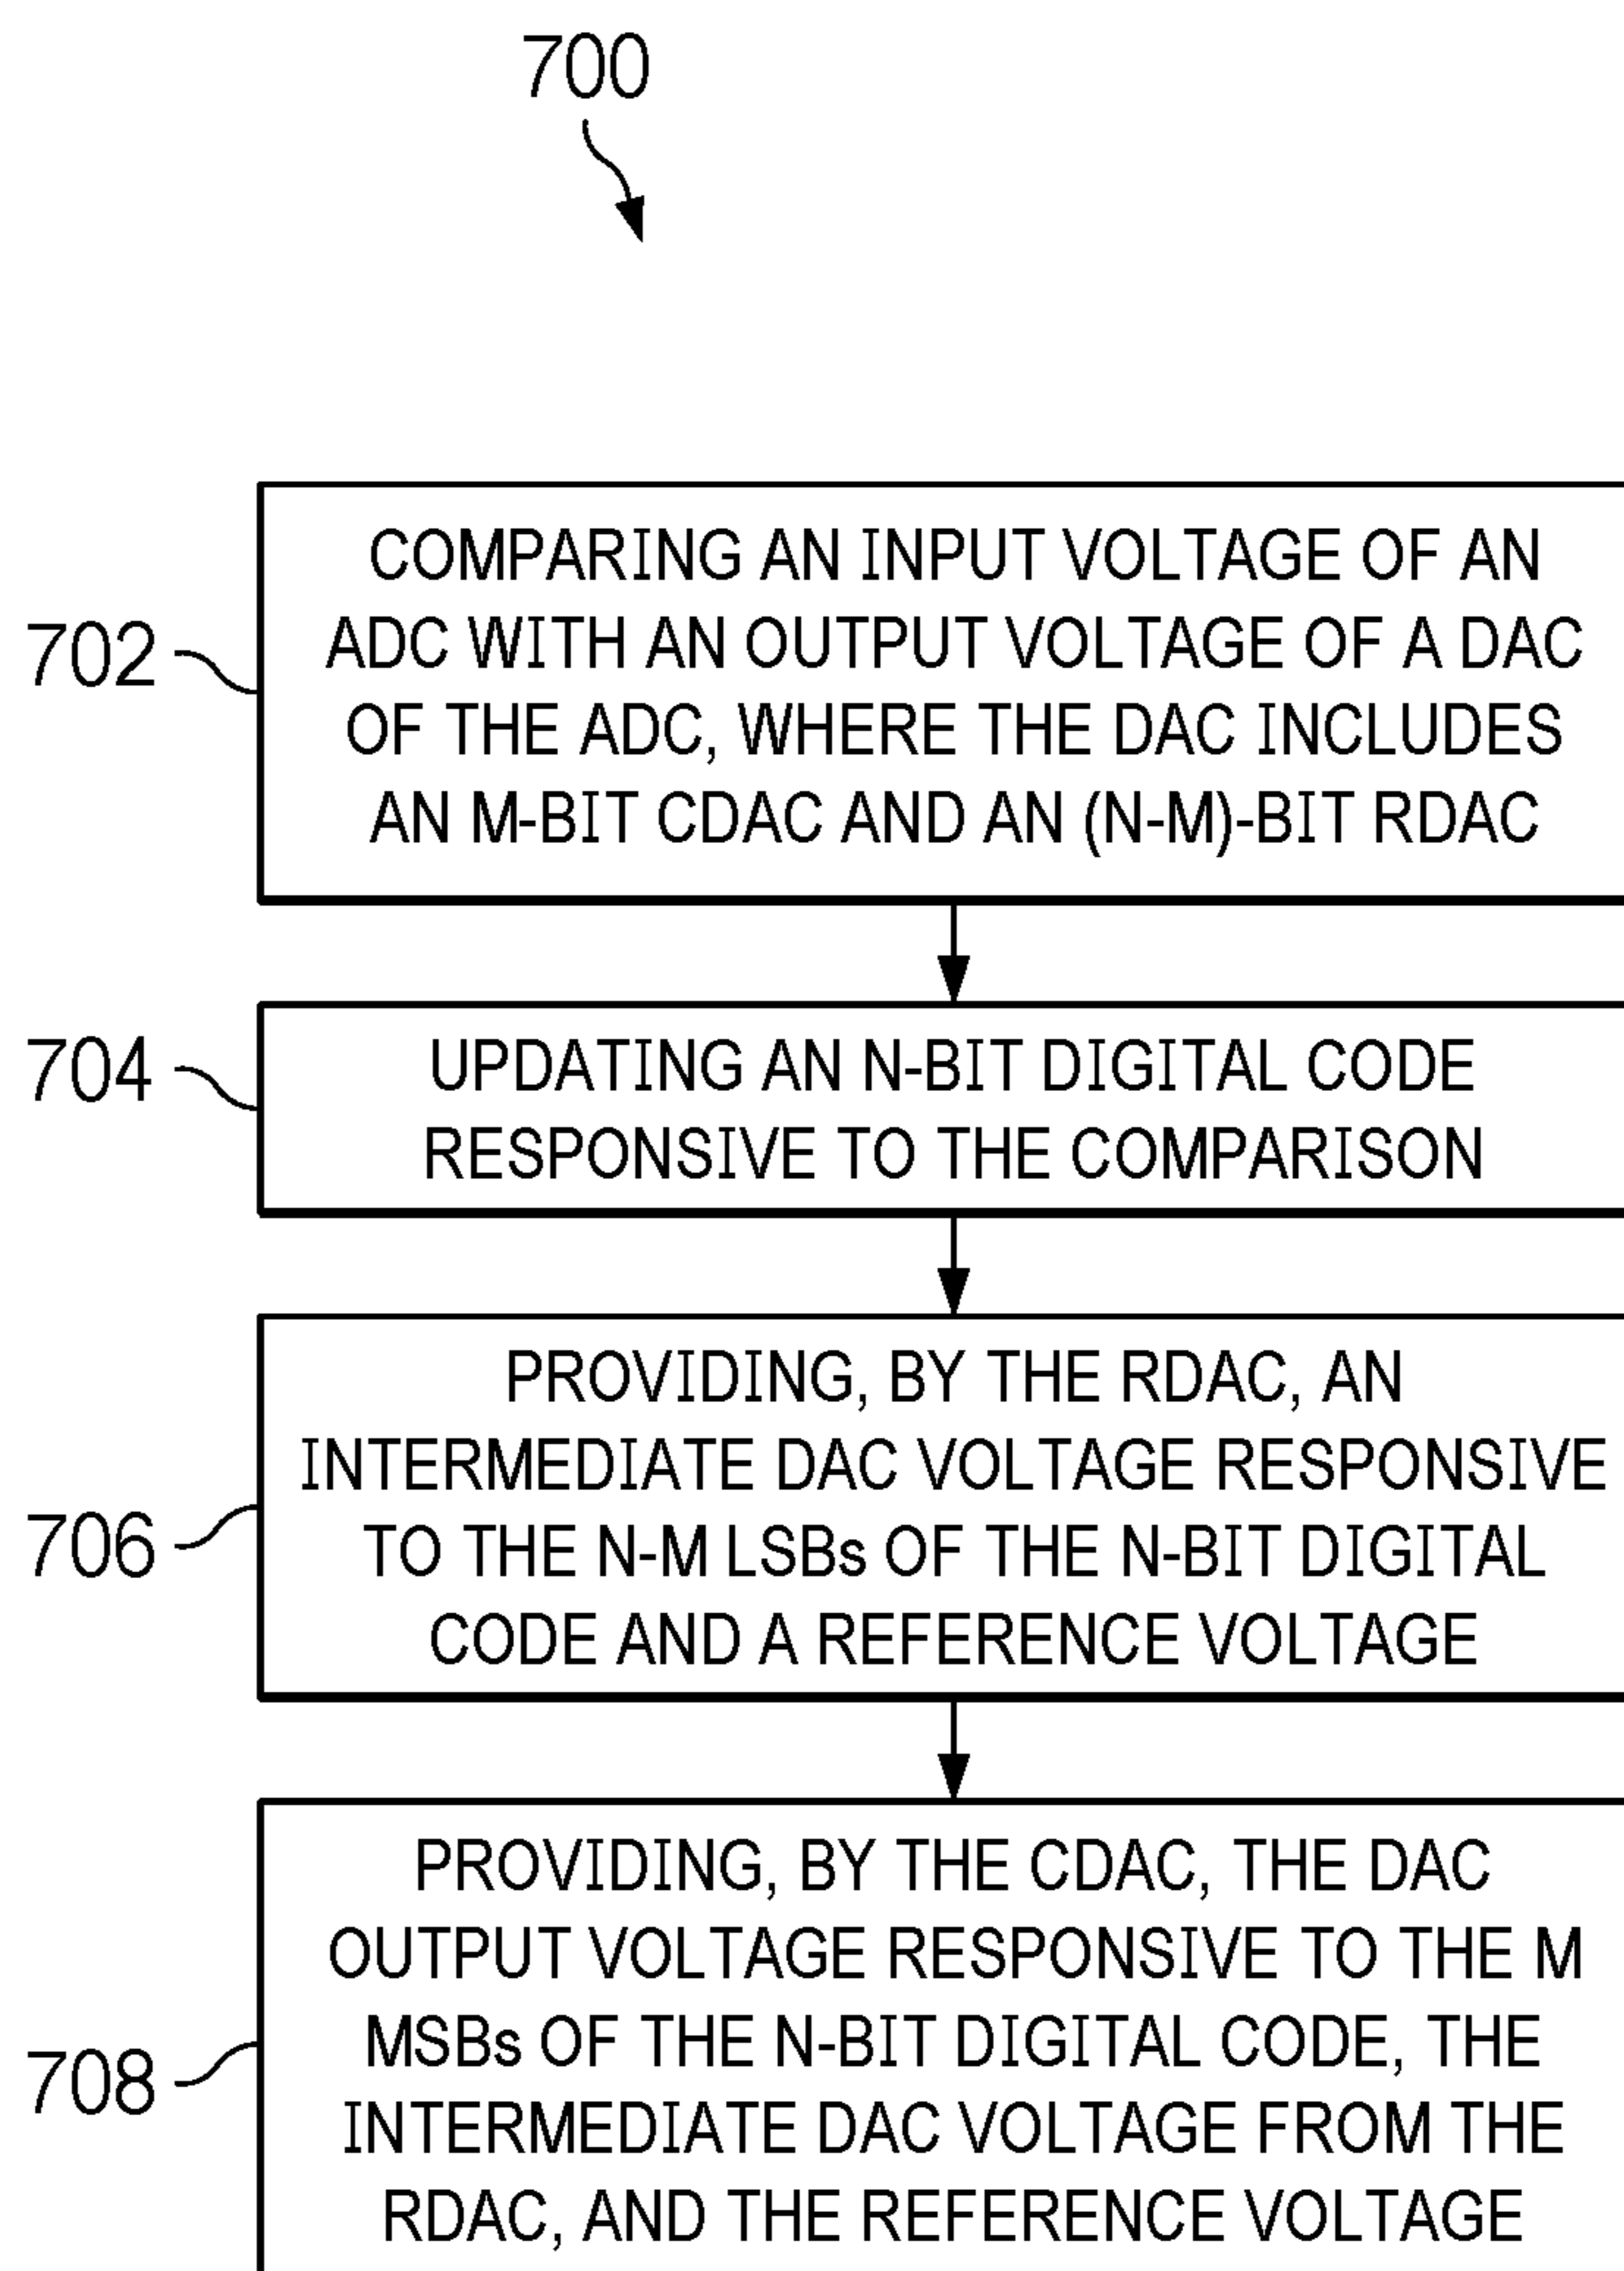 700
702
COMPARING AN INPUT VOLTAGE OF AN
ADC WITH AN OUTPUT VOLTAGE OF A DAC
OF THE ADC, WHERE THE DAC INCLUDES
AN M-BIT CDAC AND AN (N-M)-BIT RDAC
704
UPDATING AN N-BIT DIGITAL CODE
RESPONSIVE TO THE COMPARISON
706
PROVIDING, BY THE RDAC, AN
INTERMEDIATE DAC VOLTAGE RESPONSIVE
TO THE N-M LSBs OF THE N-BIT DIGITAL
CODE AND A REFERENCE VOLTAGE
708
PROVIDING, BY THE CDAC, THE DAC
OUTPUT VOLTAGE RESPONSIVE TO THE M
MSBs OF THE N-BIT DIGITAL CODE, THE
INTERMEDIATE DAC VOLTAGE FROM THE
RDAC, AND THE REFERENCE VOLTAGE